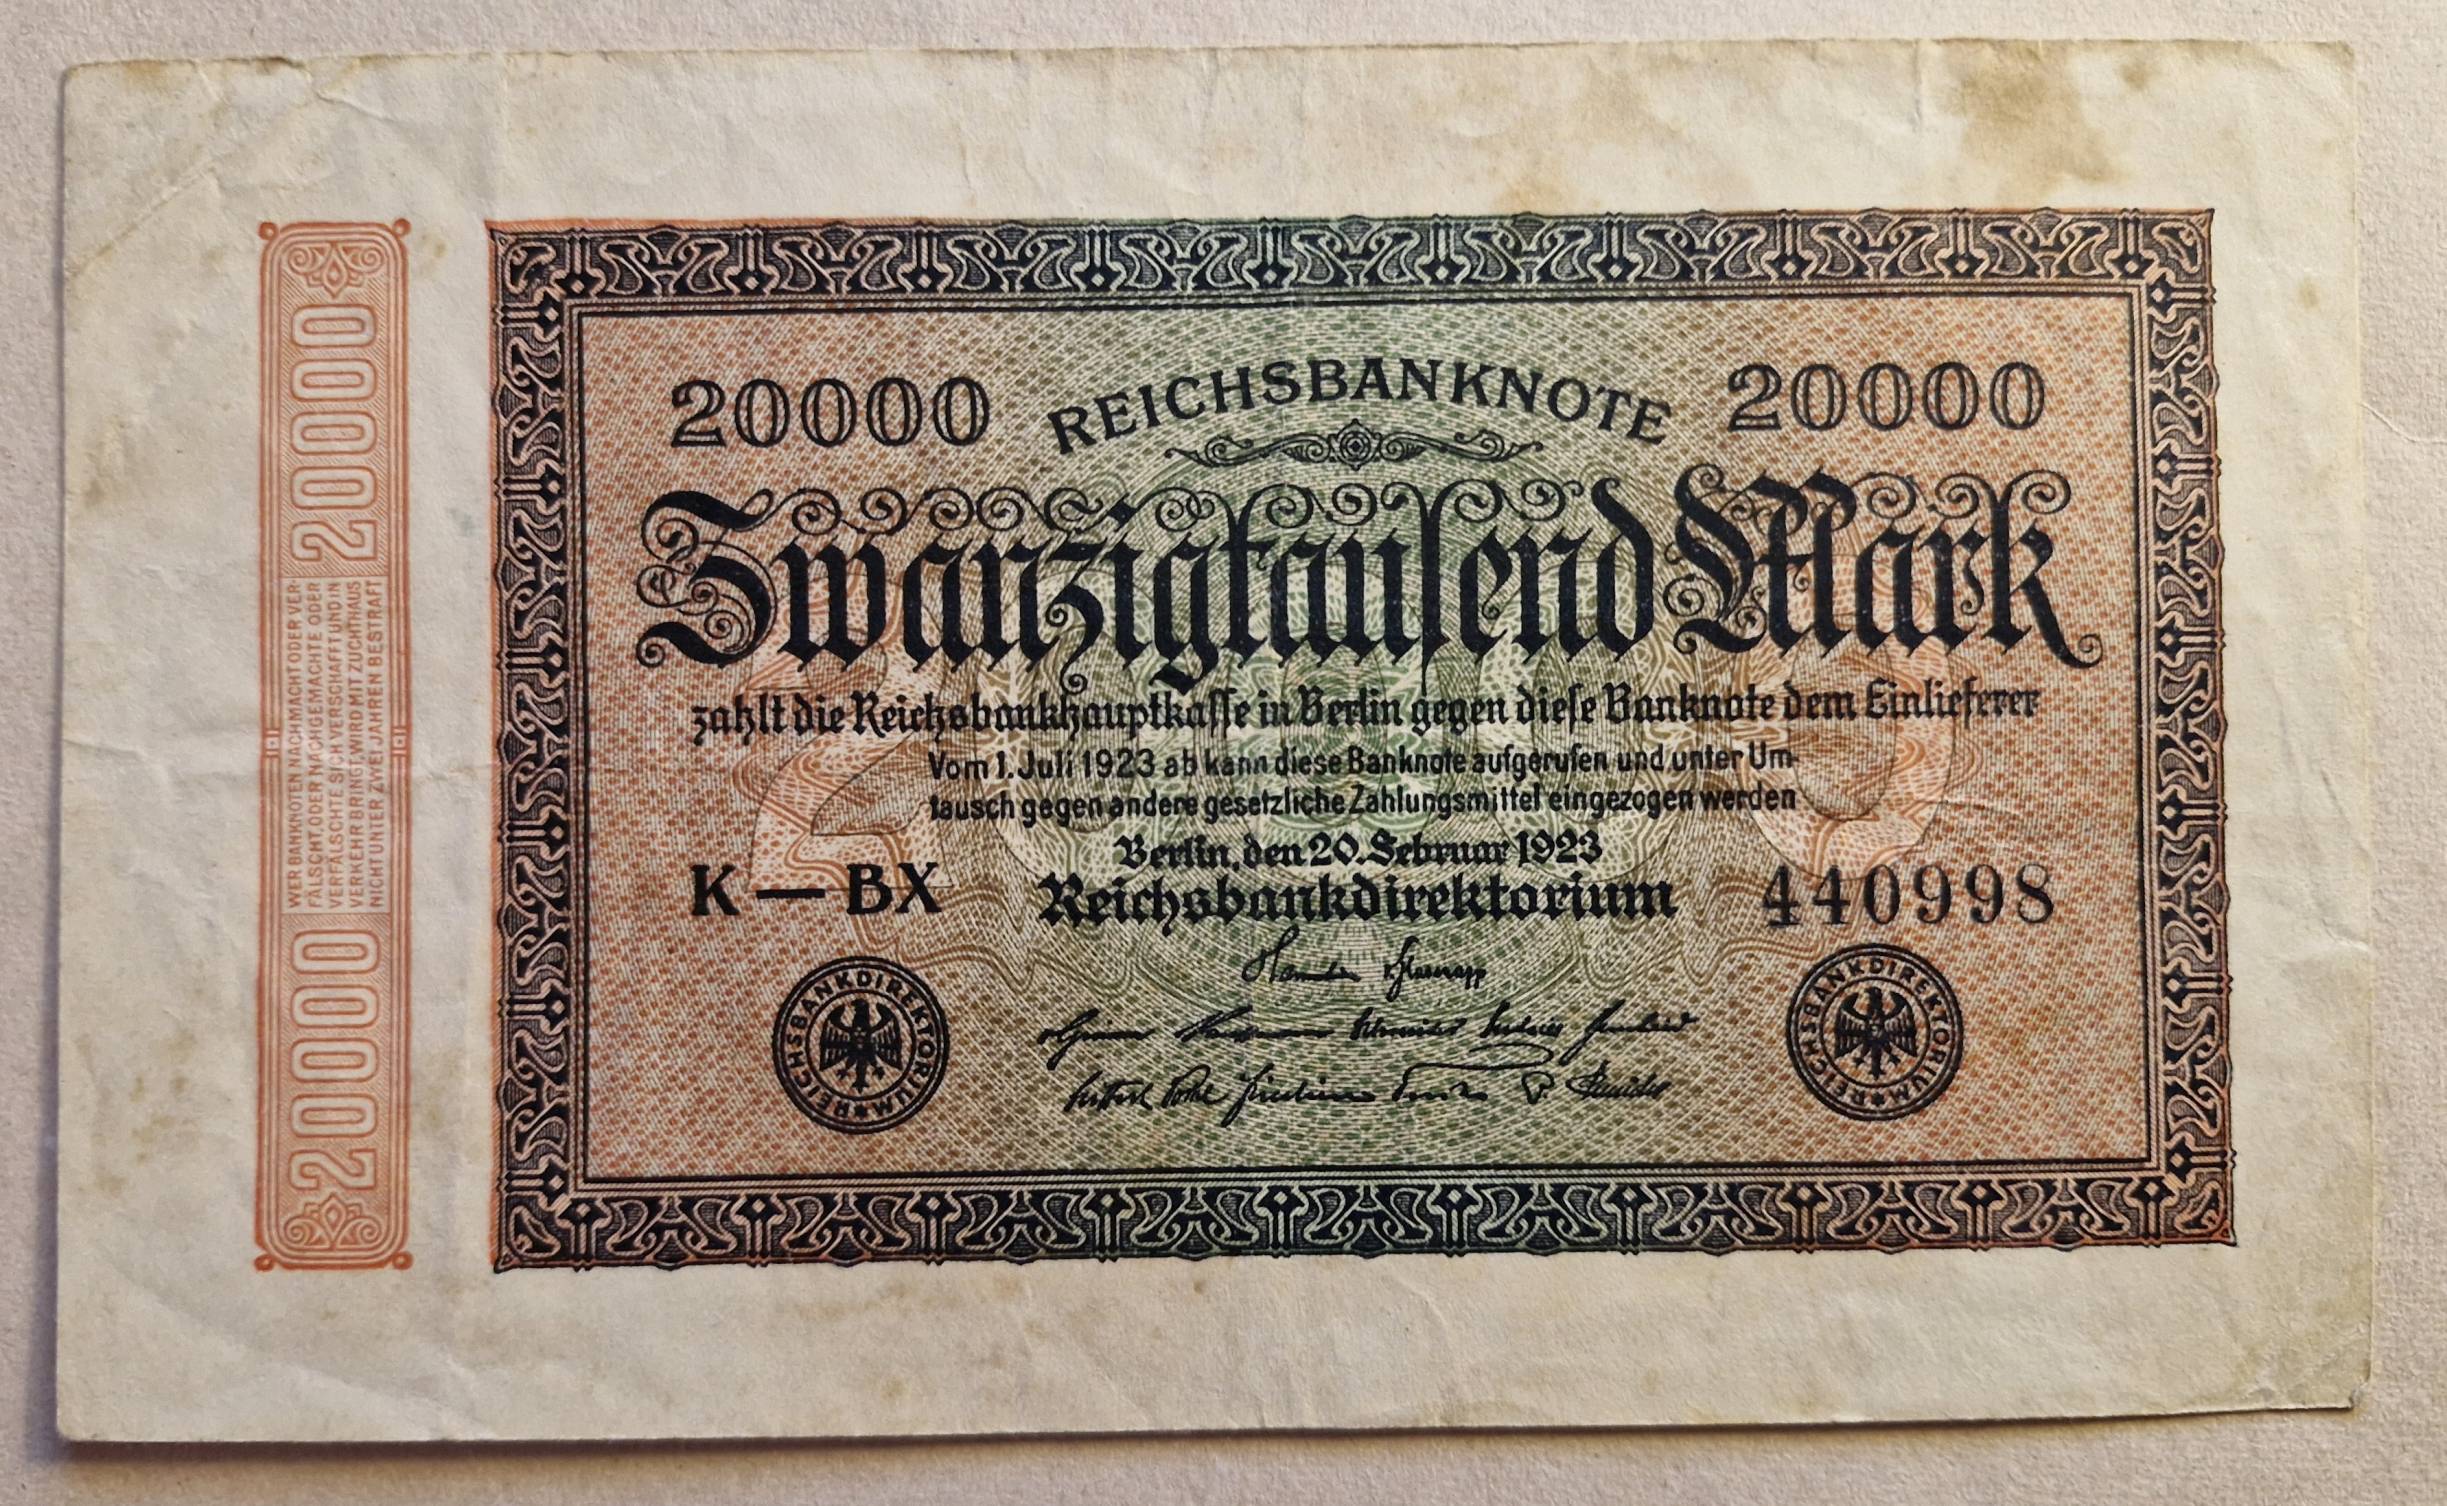 20000
WER BANKNOTEN NACHMACHT ODER VER-
FÄLSCHT, ODER NACHGEMACHTE ODER
VERFÄLSCHTE SICH VERSCHAFFT UND IN
VERKEHR BRINGT, WIRD MIT ZUCHTHAUS
NICHT UNTER ZWEI JAHREN BESTRAFT
20000
20000 REICHSBANKNOTE 20000
Zwanzigtausend Mark
zahlt die Reichsbankhauptkasse in Berlin gegen diese Banknote dem Einlieferer
Vom 1. Juli 1923 ab kann diese Banknote aufgerufen und unter Um-
tausch gegen andere gesetzliche Zahlungsmittel eingezogen werden
Berlin, den 20. Februar 1923
K — BX Reichsbankdirektorium 440998
REICHSBANKDIREKTORIUM
REICHSBANKDIREKTORIUM
20000